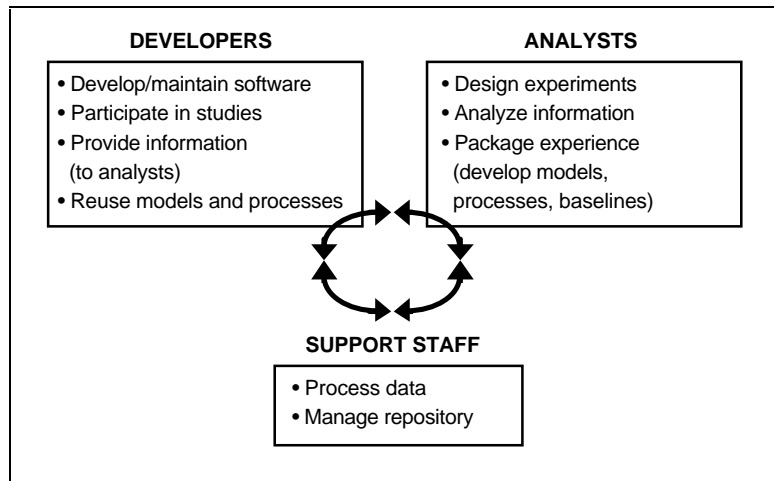 DEVELOPERS
• Develop/maintain software
• Participate in studies
• Provide information
(to analysts)
• Reuse models and processes
ANALYSTS
• Design experiments
• Analyze information
• Package experience
(develop models,
processes, baselines)
SUPPORT STAFF
• Process data
• Manage repository